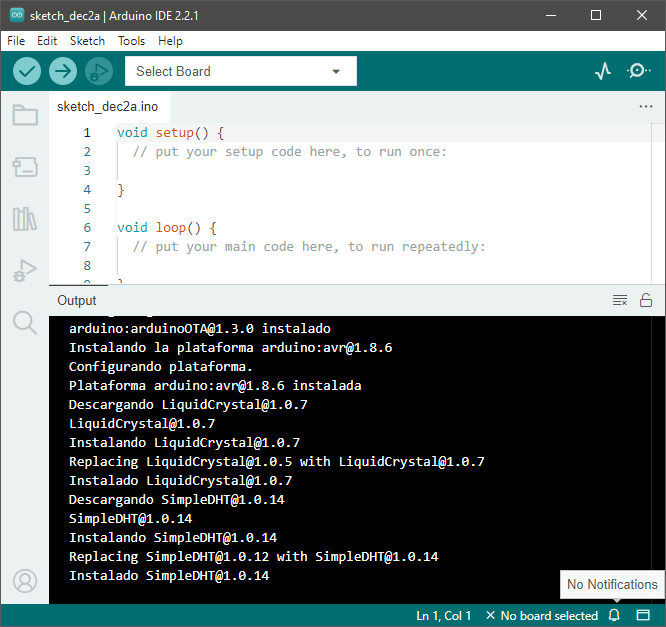 sketch_dec2a | Arduino IDE 2.2.1
File Edit Sketch Tools Help
Select Board
sketch_dec2a.ino
1 void setup() {
2 // put your setup code here, to run once:
3
4 }
5
6 void loop() {
7 // put your main code here, to run repeatedly:
8
Output
arduino:arduinoOTA@1.3.0 instalado
Instalando la plataforma arduino:avr@1.8.6
Configurando plataforma.
Plataforma arduino:avr@1.8.6 instalada
Descargando LiquidCrystal@1.0.7
LiquidCrystal@1.0.7
Instalando LiquidCrystal@1.0.7
Replacing LiquidCrystal@1.0.5 with LiquidCrystal@1.0.7
Instalado LiquidCrystal@1.0.7
Descargando SimpleDHT@1.0.14
SimpleDHT@1.0.14
Instalando SimpleDHT@1.0.14
Replacing SimpleDHT@1.0.12 with SimpleDHT@1.0.14
Instalado SimpleDHT@1.0.14
No Notifications
Ln 1, Col 1 No board selected